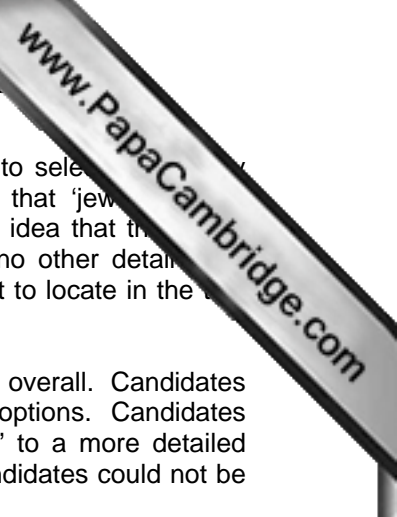 www.PapaCambridge.com
to sele
that 'jew
idea that th
no other detail
t to locate in the
overall. Candidates
options. Candidates
' to a more detailed
ndidates could not be